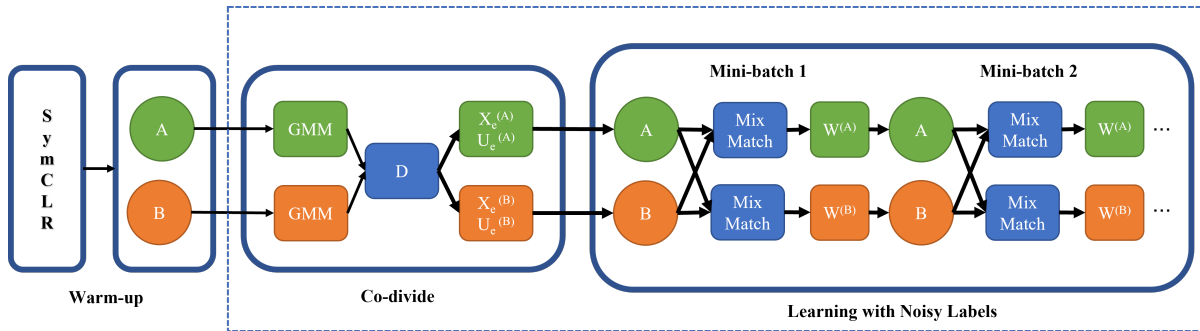 SymCLR
A
B
Warm-up
GMM
GMM
D
Xₑ⁽ᴬ⁾
Uₑ⁽ᴬ⁾
Xₑ⁽ᴮ⁾
Uₑ⁽ᴮ⁾
Co-divide
Mini-batch 1
A
B
Mix
Match
Mix
Match
W⁽ᴬ⁾
W⁽ᴮ⁾
Mini-batch 2
A
B
Mix
Match
Mix
Match
W⁽ᴬ⁾
...
W⁽ᴮ⁾
...
Learning with Noisy Labels